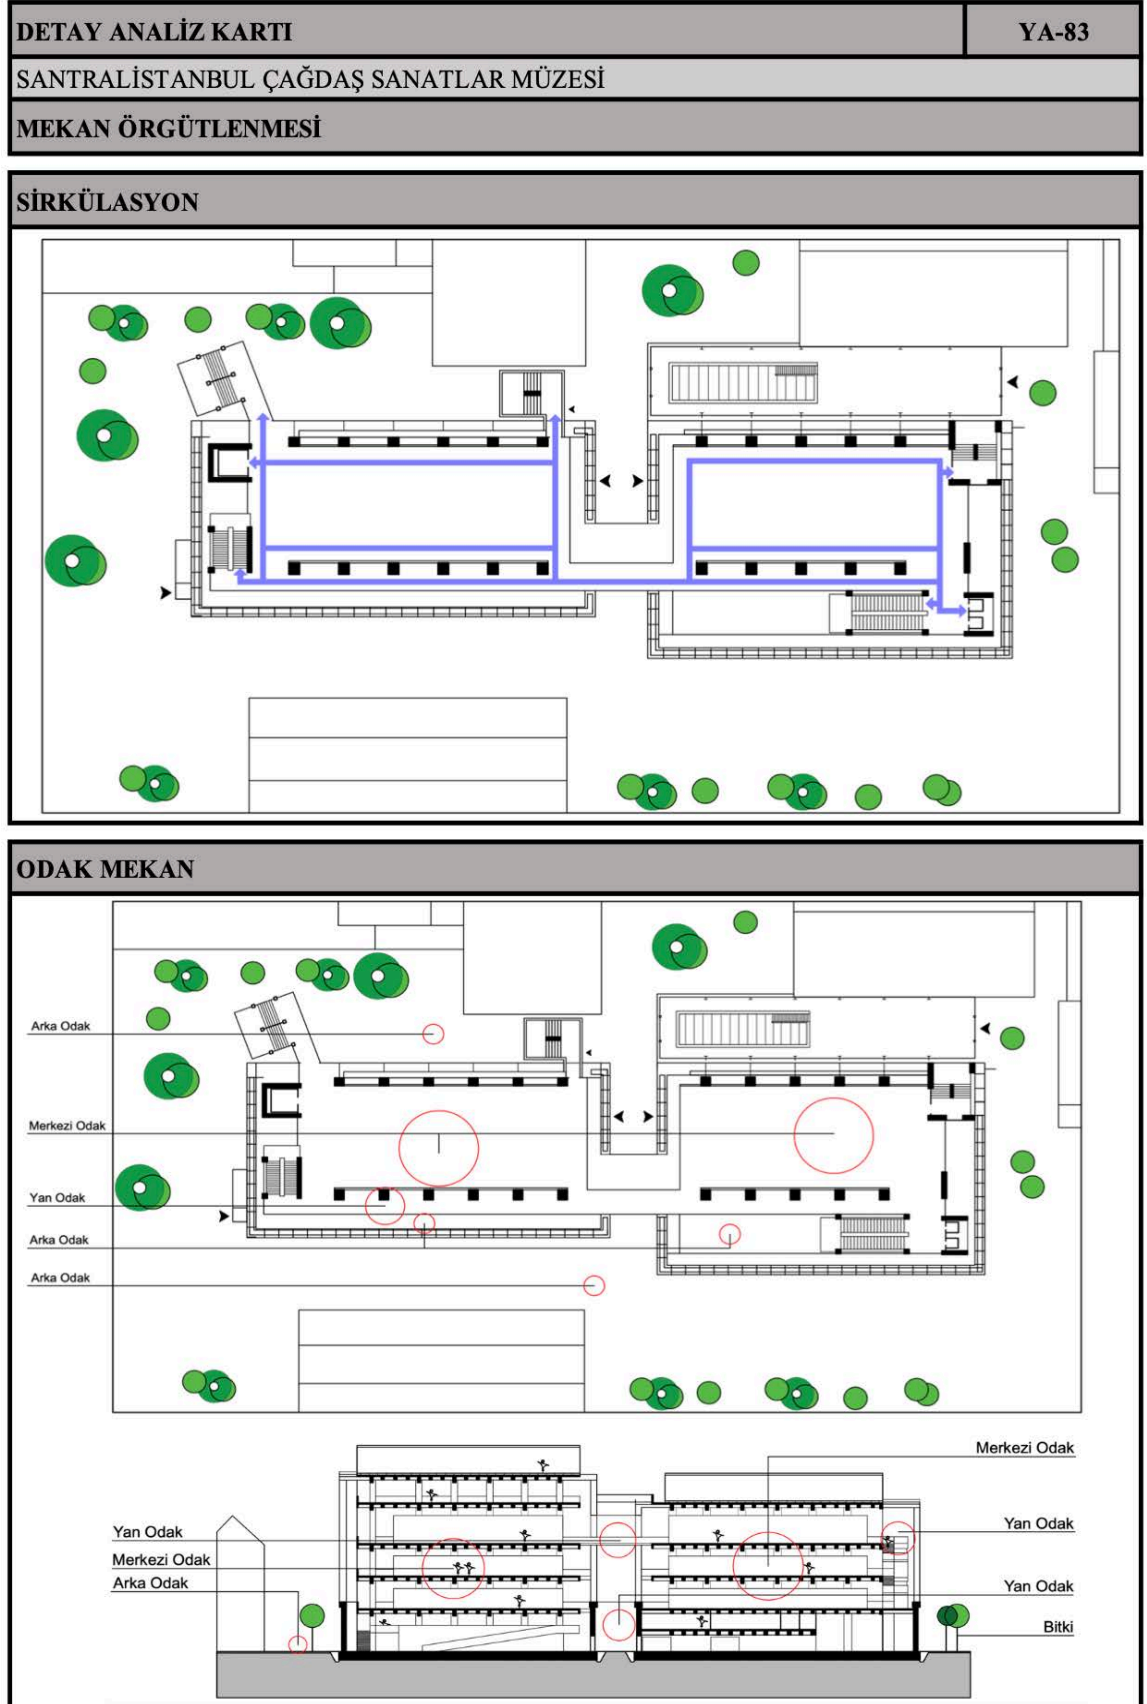 DETAY ANALİZ KARTI
YA-83
SANTRALİSTANBUL ÇAĞDAŞ SANATLAR MÜZESİ
MEKAN ÖRGÜTLENMESİ
SİRKÜLASYON
ODAK MEKAN
Arka Odak
Merkezi Odak
Yan Odak
Arka Odak
Arka Odak
Merkezi Odak
Yan Odak
Yan Odak
Merkezi Odak
Arka Odak
Yan Odak
Bitki